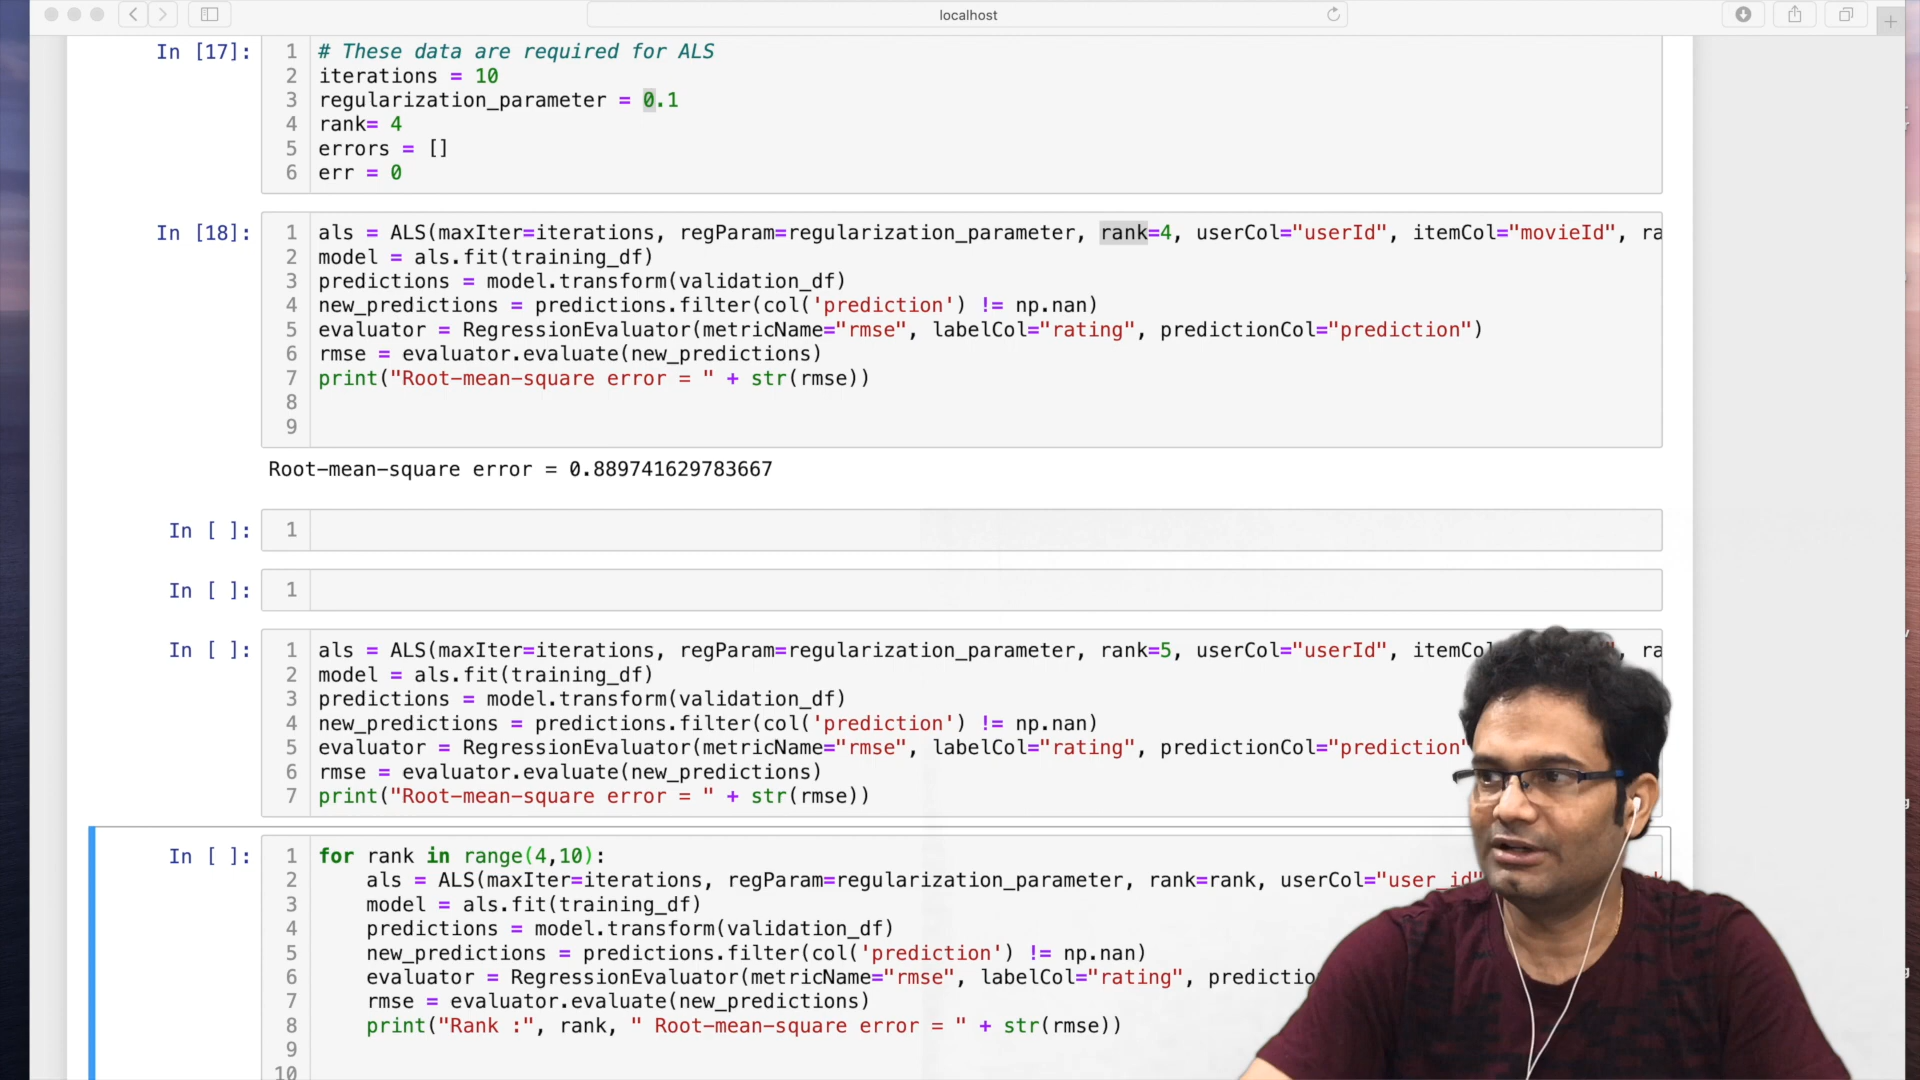 localhost
In [17]:
1 # These data are required for ALS
2 iterations = 10
3 regularization_parameter = 0.1
4 rank= 4
5 errors = []
6 err = 0
In [18]:
1 als = ALS(maxIter=iterations, regParam=regularization_parameter, rank=4, userCol="userId", itemCol="movieId", ra
2 model = als.fit(training_df)
3 predictions = model.transform(validation_df)
4 new_predictions = predictions.filter(col('prediction') != np.nan)
5 evaluator = RegressionEvaluator(metricName="rmse", labelCol="rating", predictionCol="prediction")
6 rmse = evaluator.evaluate(new_predictions)
7 print("Root-mean-square error = " + str(rmse))
8
9
Root-mean-square error = 0.889741629783667
In [ ]: 1
In [ ]: 1
In [ ]:
1 als = ALS(maxIter=iterations, regParam=regularization_parameter, rank=5, userCol="userId", itemCo ra
2 model = als.fit(training_df)
3 predictions = model.transform(validation_df)
4 new_predictions = predictions.filter(col('prediction') != np.nan)
5 evaluator = RegressionEvaluator(metricName="rmse", labelCol="rating", predictionCol="prediction"
6 rmse = evaluator.evaluate(new_predictions)
7 print("Root-mean-square error = " + str(rmse))
In [ ]:
1 for rank in range(4,10):
2 als = ALS(maxIter=iterations, regParam=regularization_parameter, rank=rank, userCol="user_id"
3 model = als.fit(training_df)
4 predictions = model.transform(validation_df)
5 new_predictions = predictions.filter(col('prediction') != np.nan)
6 evaluator = RegressionEvaluator(metricName="rmse", labelCol="rating", predictio
7 rmse = evaluator.evaluate(new_predictions)
8 print("Rank :", rank, " Root-mean-square error = " + str(rmse))
9
10